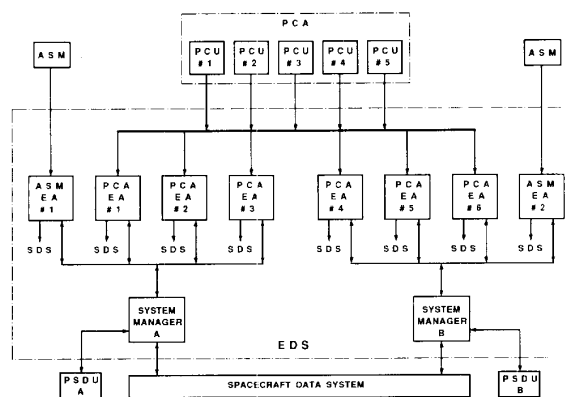 PCA
ASM
PCU #1
PCU #2
PCU #3
PCU #4
PCU #5
ASM
ASM EA #1
PCA EA #1
PCA EA #2
PCA EA #3
PCA EA #4
PCA EA #5
PCA EA #6
ASM EA #2
SDS
SDS
SDS
SDS
SDS
SDS
SDS
SDS
SYSTEM MANAGER A
SYSTEM MANAGER B
EDS
PSDU A
SPACECRAFT DATA SYSTEM
PSDU B